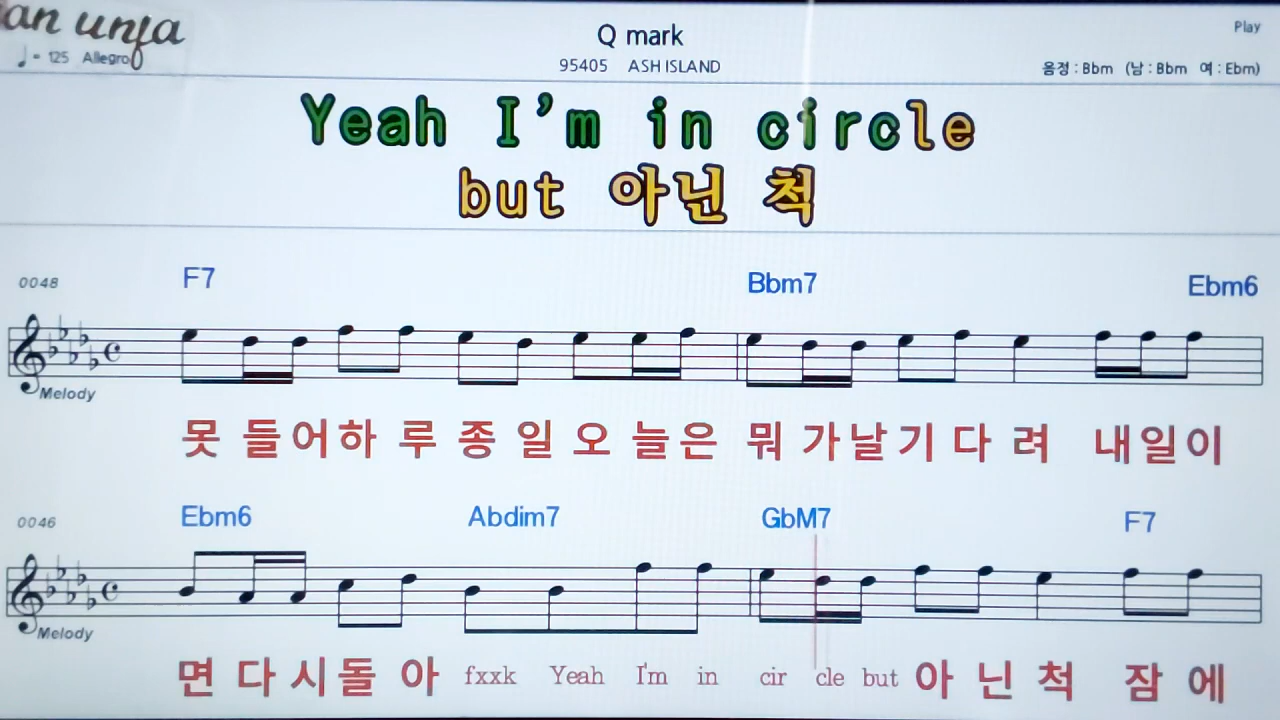 an unja
♩= 125 Allegro
Q mark
Play
95405 ASH ISLAND
음정 : Bbm (남 : Bbm 여 : Ebm)
Yeah I'm in circle
but 아닌 척
0048 F7 Bbm7 Ebm6
Melody
못 들어하 루 종 일 오 늘은 뭐 가날기 다 려 내일이
0046 Ebm6 Abdim7 GbM7 F7
Melody
면 다시돌 아 fxxk Yeah I'm in cir cle but 아 닌 척 잠 에